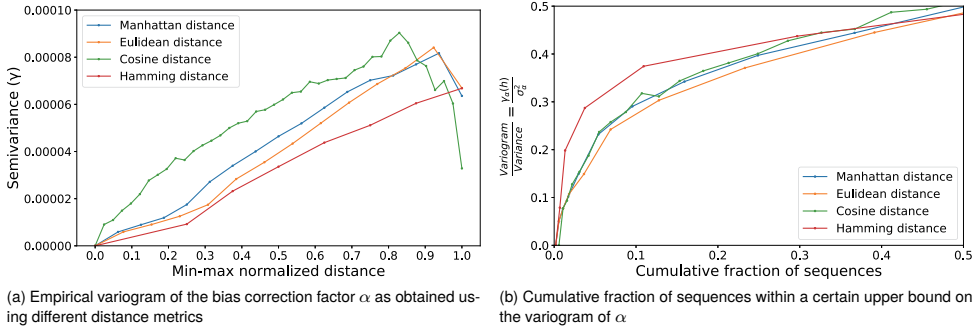 (a)
0.00010
0.00008
0.00006
0.00004
0.00002
0.00000
Semivariance (γ)
Manhattan distance
Eulidean distance
Cosine distance
Hamming distance
0.0 0.1 0.2 0.3 0.4 0.5 0.6 0.7 0.8 0.9 1.0
Min-max normalized distance
(a) Empirical variogram of the bias correction factor α as obtained us-
ing different distance metrics
(b)
0.5
0.4
0.3
0.2
0.1
0.0
Variogram/Variance = γα(h)/σ²α
Manhattan distance
Eulidean distance
Cosine distance
Hamming distance
0.0 0.1 0.2 0.3 0.4 0.5
Cumulative fraction of sequences
(b) Cumulative fraction of sequences within a certain upper bound on
the variogram of α